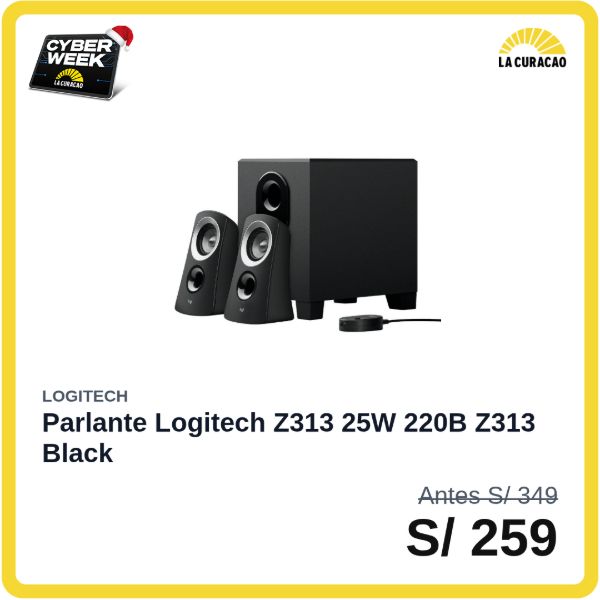 CYBER
WEEK
LA CURACAO
LA CURACAO
LOGITECH
Parlante Logitech Z313 25W 220B Z313
Black
Antes S/ 349
S/ 259